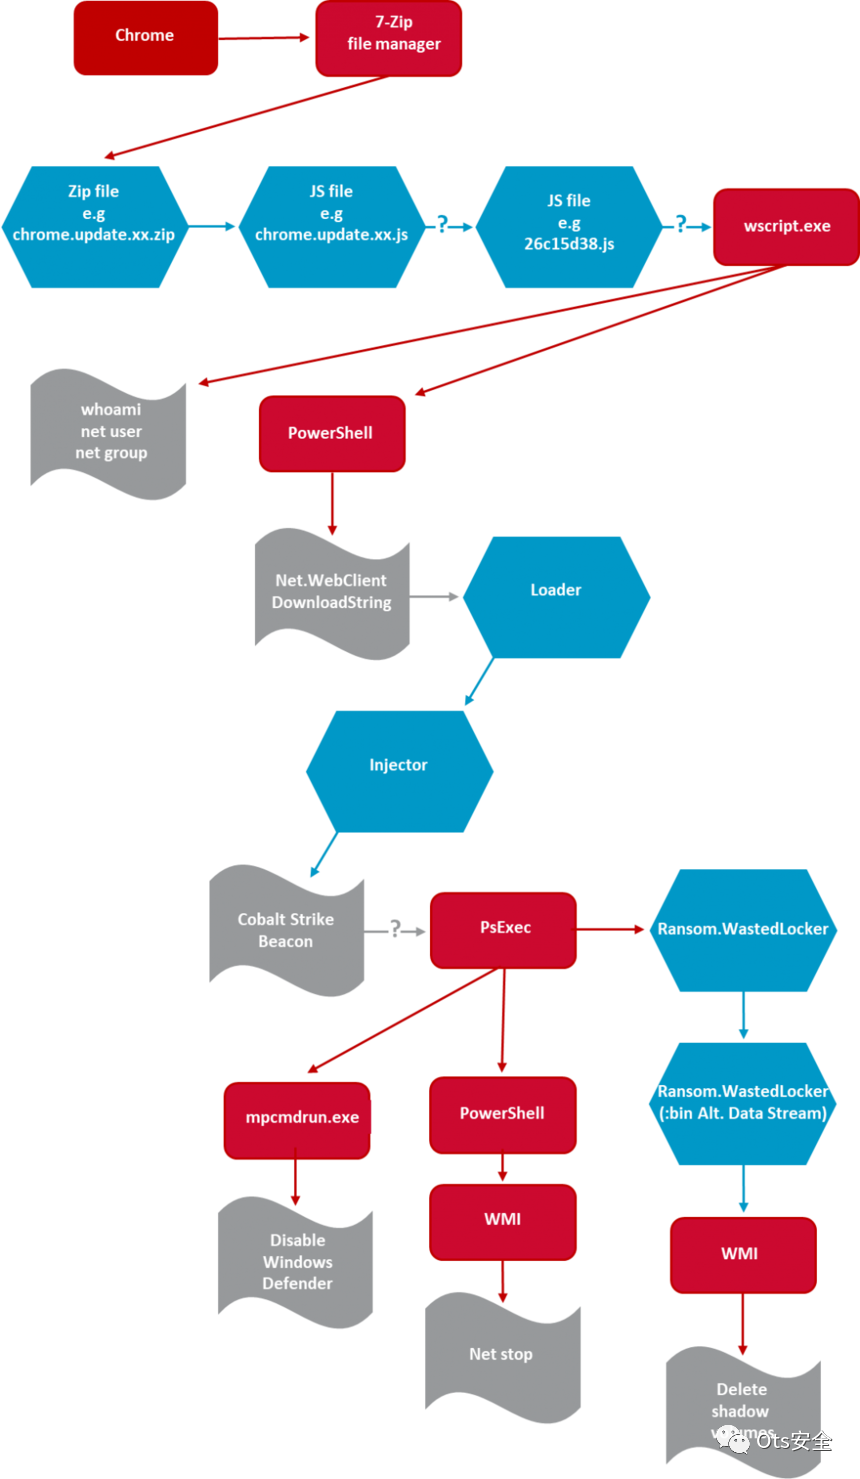 Chrome
7-Zip
file manager
Zip file
e.g
chrome.update.xx.zip
JS file
e.g
chrome.update.xx.js
?
JS file
e.g
26c15d38.js
?
wscript.exe
whoami
net user
net group
PowerShell
Net.WebClient
DownloadString
Loader
Injector
Cobalt Strike
Beacon
?
PsExec
Ransom.WastedLocker
mpcmdrun.exe
PowerShell
Ransom.WastedLocker
(:bin Alt. Data Stream)
WMI
WMI
Disable
Windows
Defender
Net stop
Delete
shadow
Ots安全